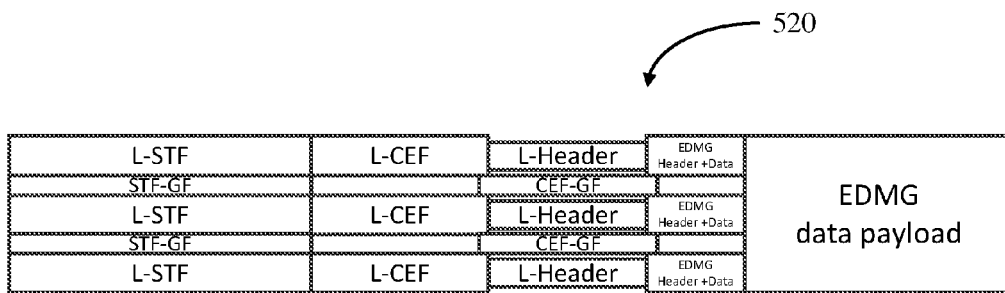 520
L-STF L-CEF L-Header EDMG
Header +Data
STF-GF CEF-GF
L-STF L-CEF L-Header EDMG
Header +Data
EDMG
data payload
STF-GF CEF-GF
L-STF L-CEF L-Header EDMG
Header +Data